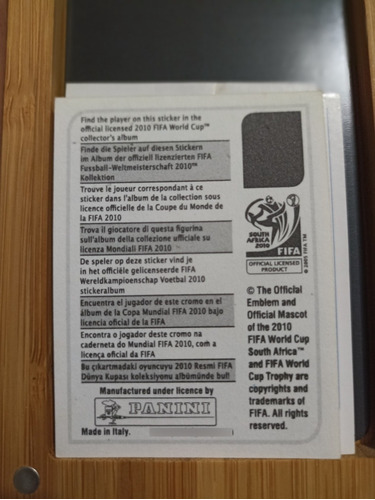 Find the player on this sticker in the
official licensed 2010 FIFA World Cup™
collector's album
Finde die Spieler auf diesen Stickern
im Album der offiziell lizenzierten FIFA
Fussball-Weltmeisterschaft 2010™
Kollektion
Trouve le joueur correspondant à ce
sticker dans l'album de la collection sous
licence officielle de la Coupe du Monde de
la FIFA 2010
Trova il giocatore di questa figurina
sull'album della collezione ufficiale su
licenza Mondiali FIFA 2010
De speler op deze sticker vind je
in het officiële gelicenseerde FIFA
Wereldkampioenschap Voetbal 2010
stickeralbum
Encuentra el jugador de este cromo en el
álbum de la Copa Mundial FIFA 2010 bajo
licencia oficial de la FIFA
Encontra o jogador deste cromo na
caderneta do Mundial FIFA 2010, com a
licença oficial da FIFA
Bu çıkartmadaki oyuncuyu 2010 Resmi FIFA
Dünya Kupası koleksiyonu albümünde bul!
Manufactured under licence by
PANINI
Made in Italy.
SOUTH
AFRICA
2010
FIFA
OFFICIAL LICENSED
PRODUCT
© 2005 FIFA TM
© The Official
Emblem and
Official Mascot
of the 2010
FIFA World Cup
South Africa™
and FIFA World
Cup Trophy are
copyrights and
trademarks of
FIFA. All rights
reserved.